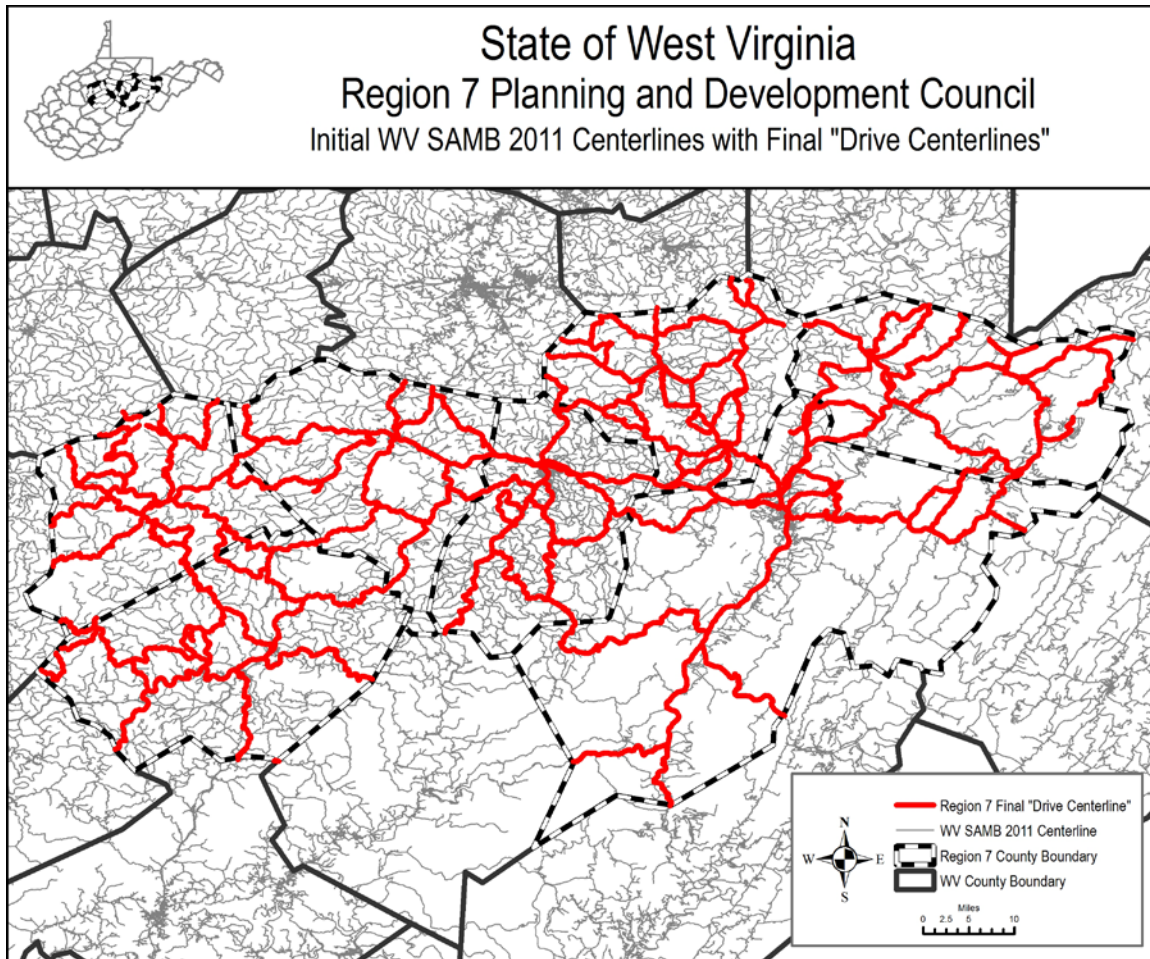 State of West Virginia
Region 7 Planning and Development Council
Initial WV SAMB 2011 Centerlines with Final "Drive Centerlines"
Region 7 Final "Drive Centerline"
WV SAMB 2011 Centerline
Region 7 County Boundary
WV County Boundary
N
W E
S
Miles
0 2.5 5 10